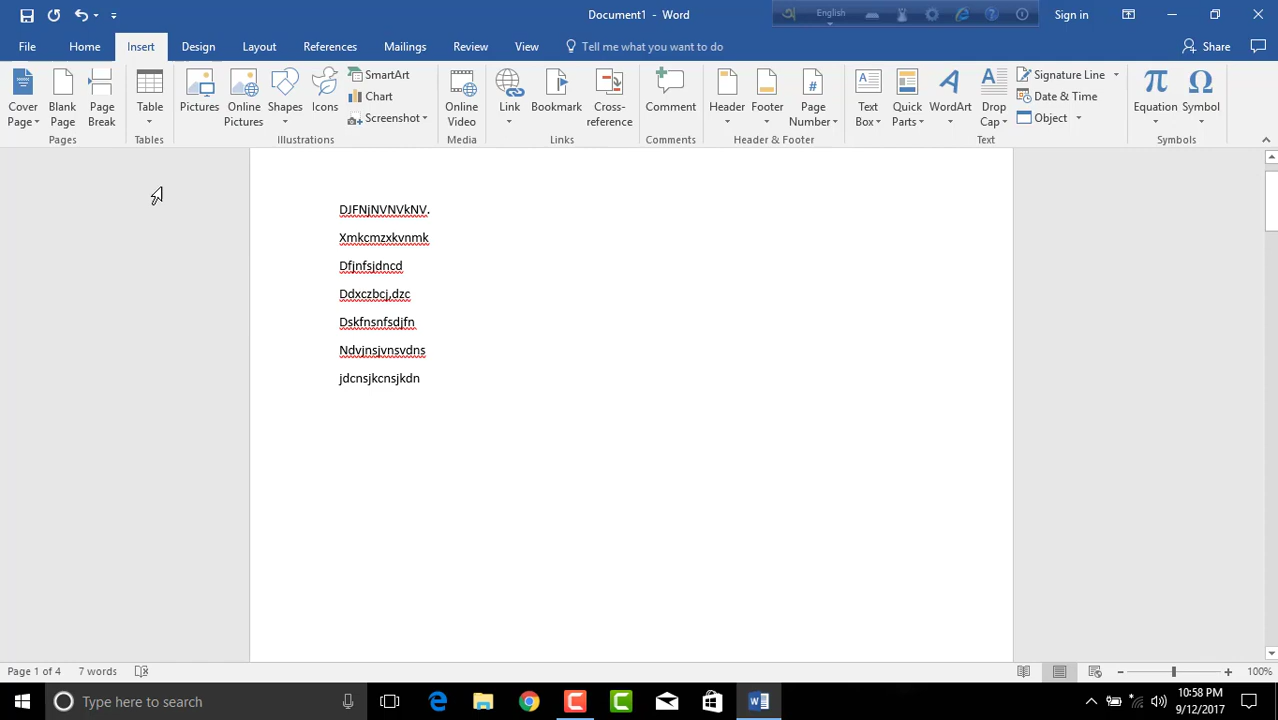 Document1 - Word
English
Sign in
File Home Insert Design Layout References Mailings Review View Tell me what you want to do Share
Cover Page
Blank Page
Page Break
Pages
Table
Tables
Pictures
Online Pictures
Shapes
Icons
SmartArt
Chart
Screenshot
Illustrations
Online Video
Media
Link
Bookmark
Cross-reference
Links
Comment
Comments
Header
Footer
Page Number
Header & Footer
Text Box
Quick Parts
WordArt
Drop Cap
Signature Line
Date & Time
Object
Text
Equation
Symbol
Symbols
DJFNjNVNVkNV.
Xmkcmzxkvnmk
Dfjnfsjdncd
Ddxczbcj,dzc
Dskfnsnfsdjfn
Ndvjnsjvnsvdns
jdcnsjkcnsjkdn
Page 1 of 4 7 words 100%
Type here to search
10:58 PM
9/12/2017